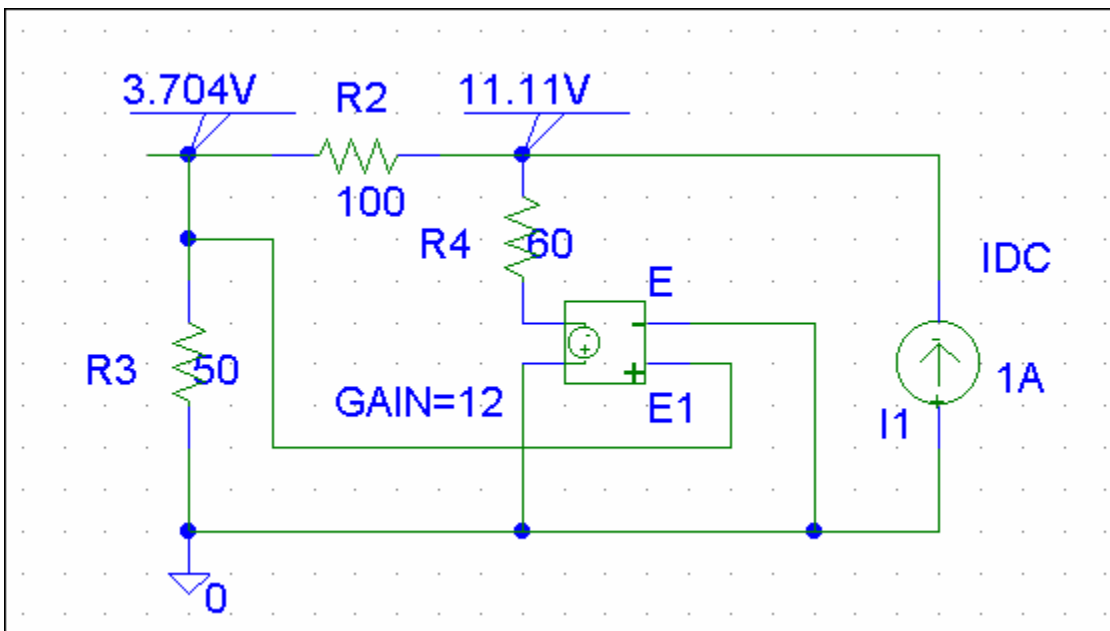 3.704V
R2
11.11V
100
R4
60
IDC
E
R3
50
GAIN=12
E1
1A
I1
0